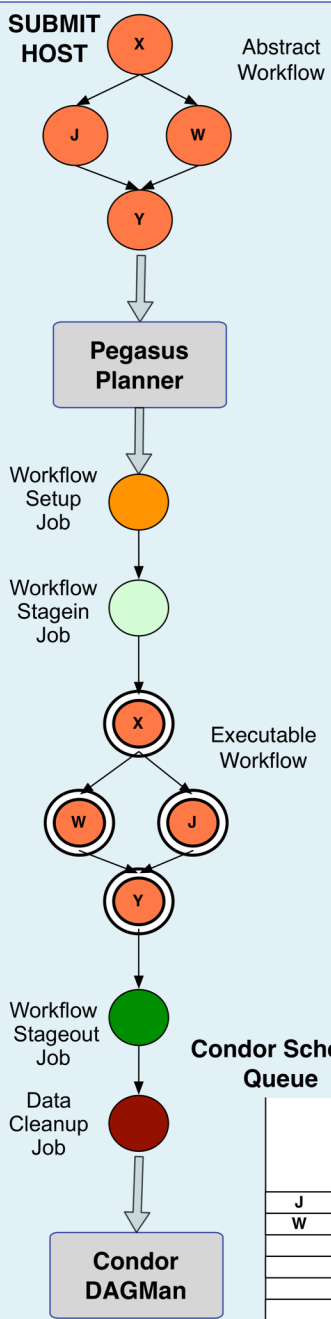 SUBMIT
HOST
X
Abstract
Workflow
J
W
Y
Pegasus
Planner
Workflow
Setup
Job
Workflow
Stagein
Job
X
Executable
Workflow
W
J
Y
Workflow
Stageout
Job
Condor
Queue
Data
Cleanup
Job
J
W
Condor
DAGMan